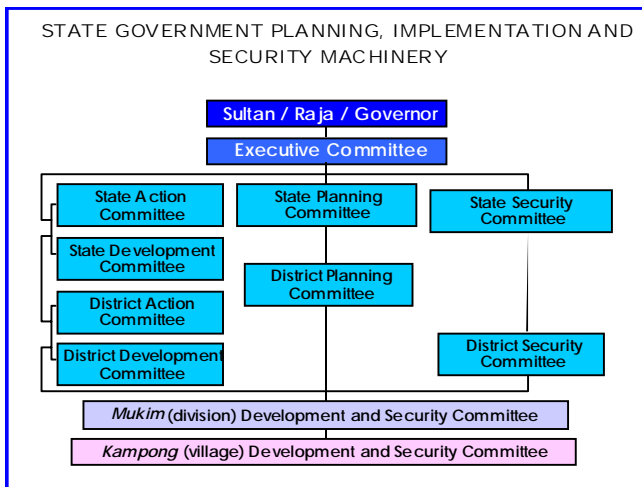 STATE GOVERNMENT PLANNING, IMPLEMENTATION AND
SECURITY MACHINERY
Sultan / Raja / Governor
Executive Committee
State Action
Committee
State Planning
Committee
State Security
Committee
State Development
Committee
District Planning
Committee
District Action
Committee
District Development
Committee
District Security
Committee
Mukim (division) Development and Security Committee
Kampong (village) Development and Security Committee